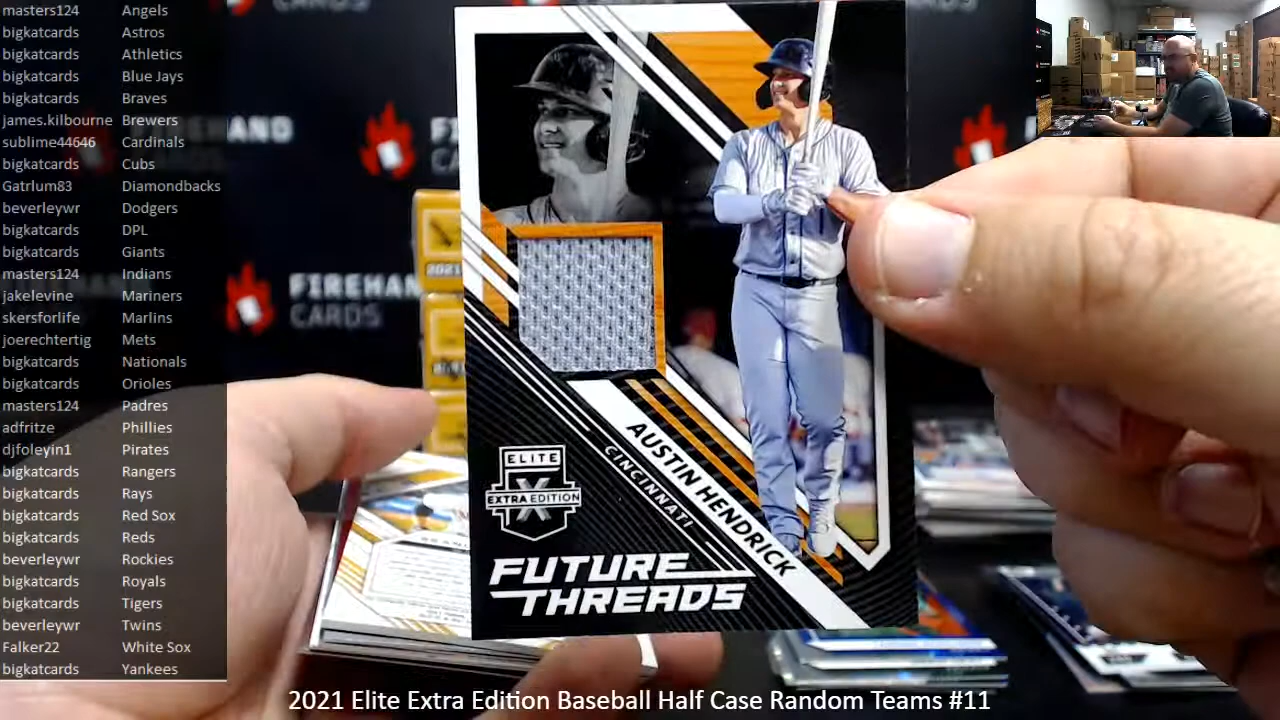 masters124 Angels
bigkatcards Astros
bigkatcards Athletics
bigkatcards Blue Jays
bigkatcards Braves
james.kilbourne Brewers
sublime44646 Cardinals
bigkatcards Cubs
Gatrlum83 Diamondbacks
beverleywr Dodgers
bigkatcards DPL
bigkatcards Giants
masters124 Indians
jakelevine Mariners
skersforlife Marlins
joerechtertig Mets
bigkatcards Nationals
bigkatcards Orioles
masters124 Padres
adfritze Phillies
djfoleyin1 Pirates
bigkatcards Rangers
bigkatcards Rays
bigkatcards Red Sox
bigkatcards Reds
beverleywr Rockies
bigkatcards Royals
bigkatcards Tigers
beverleywr Twins
Falker22 White Sox
bigkatcards Yankees
FIREHAND
CARDS
2021
ELITE
X
EXTRA EDITION
AUSTIN HENDRICK
CINCINNATI
FUTURE
THREADS
2021 Elite Extra Edition Baseball Half Case Random Teams #11